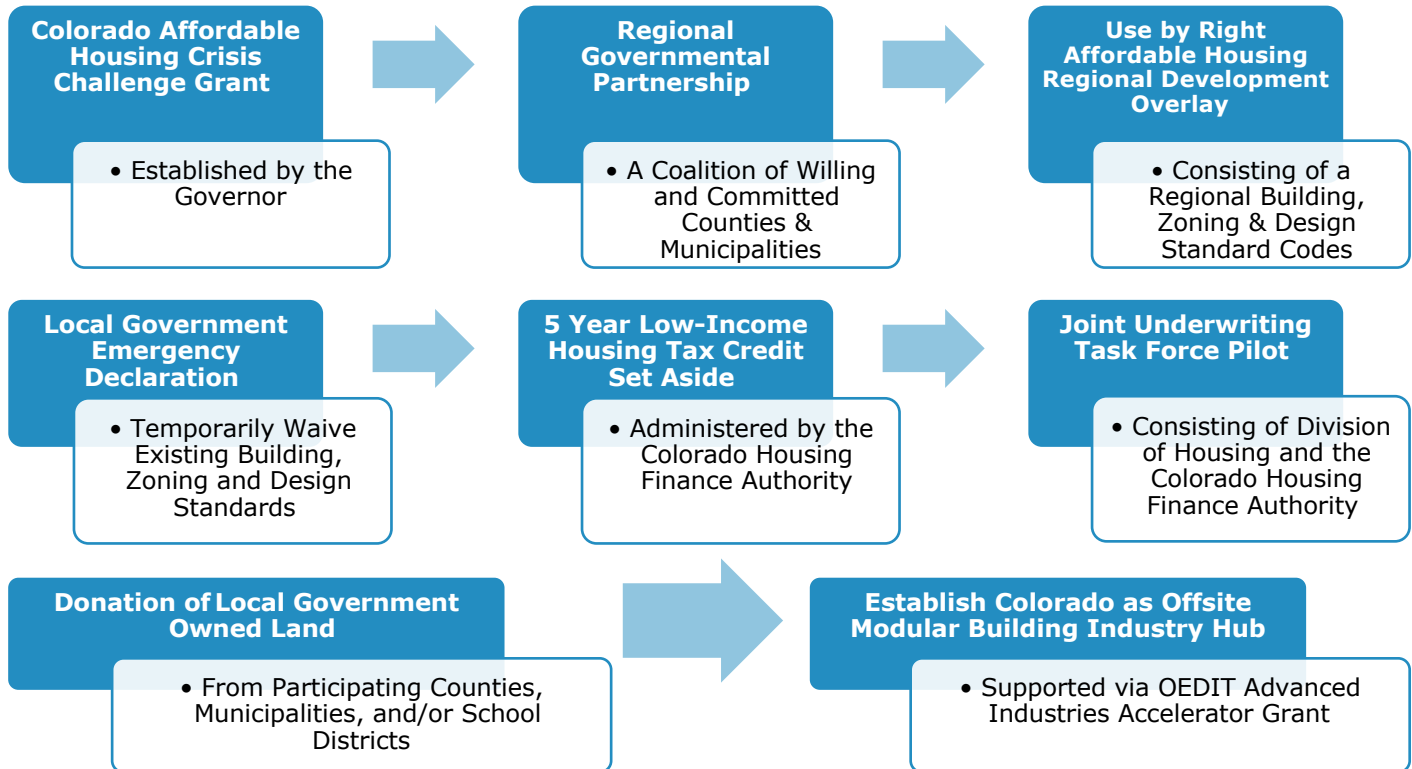 Colorado Affordable
Housing Crisis
Challenge Grant
• Established by the
Governor
Regional
Governmental
Partnership
• A Coalition of Willing
and Committed
Counties &
Municipalities
Use by Right
Affordable Housing
Regional Development
Overlay
• Consisting of a
Regional Building,
Zoning & Design
Standard Codes
Local Government
Emergency
Declaration
• Temporarily Waive
Existing Building,
Zoning and Design
Standards
5 Year Low-Income
Housing Tax Credit
Set Aside
• Administered by the
Colorado Housing
Finance Authority
Joint Underwriting
Task Force Pilot
• Consisting of Division
of Housing and the
Colorado Housing
Finance Authority
Donation of Local Government
Owned Land
• From Participating Counties,
Municipalities, and/or School
Districts
Establish Colorado as Offsite
Modular Building Industry Hub
• Supported via OEDIT Advanced
Industries Accelerator Grant